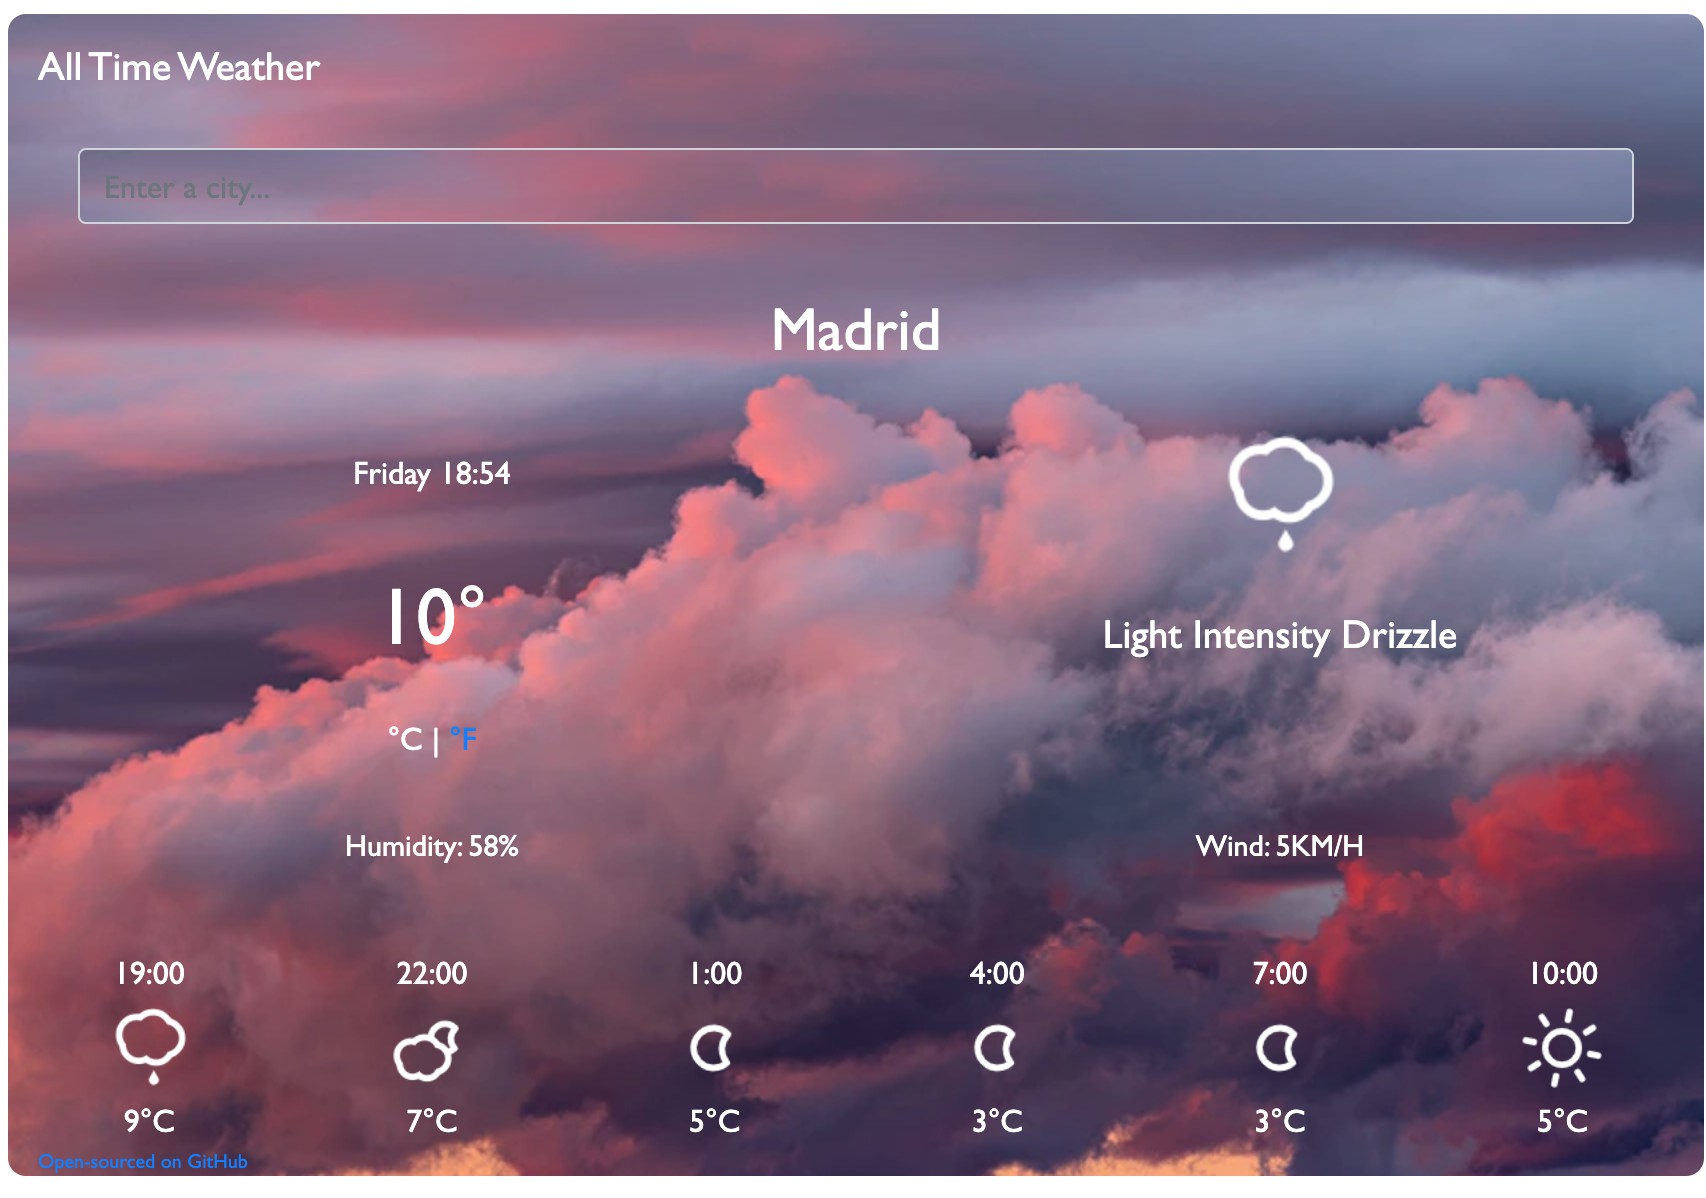 All Time Weather
Enter a city...
Madrid
Friday 18:54
10°
Light Intensity Drizzle
°C | °F
Humidity: 58%
Wind: 5KM/H
19:00 22:00 1:00 4:00 7:00 10:00
9°C 7°C 5°C 3°C 3°C 5°C
Open-sourced on GitHub